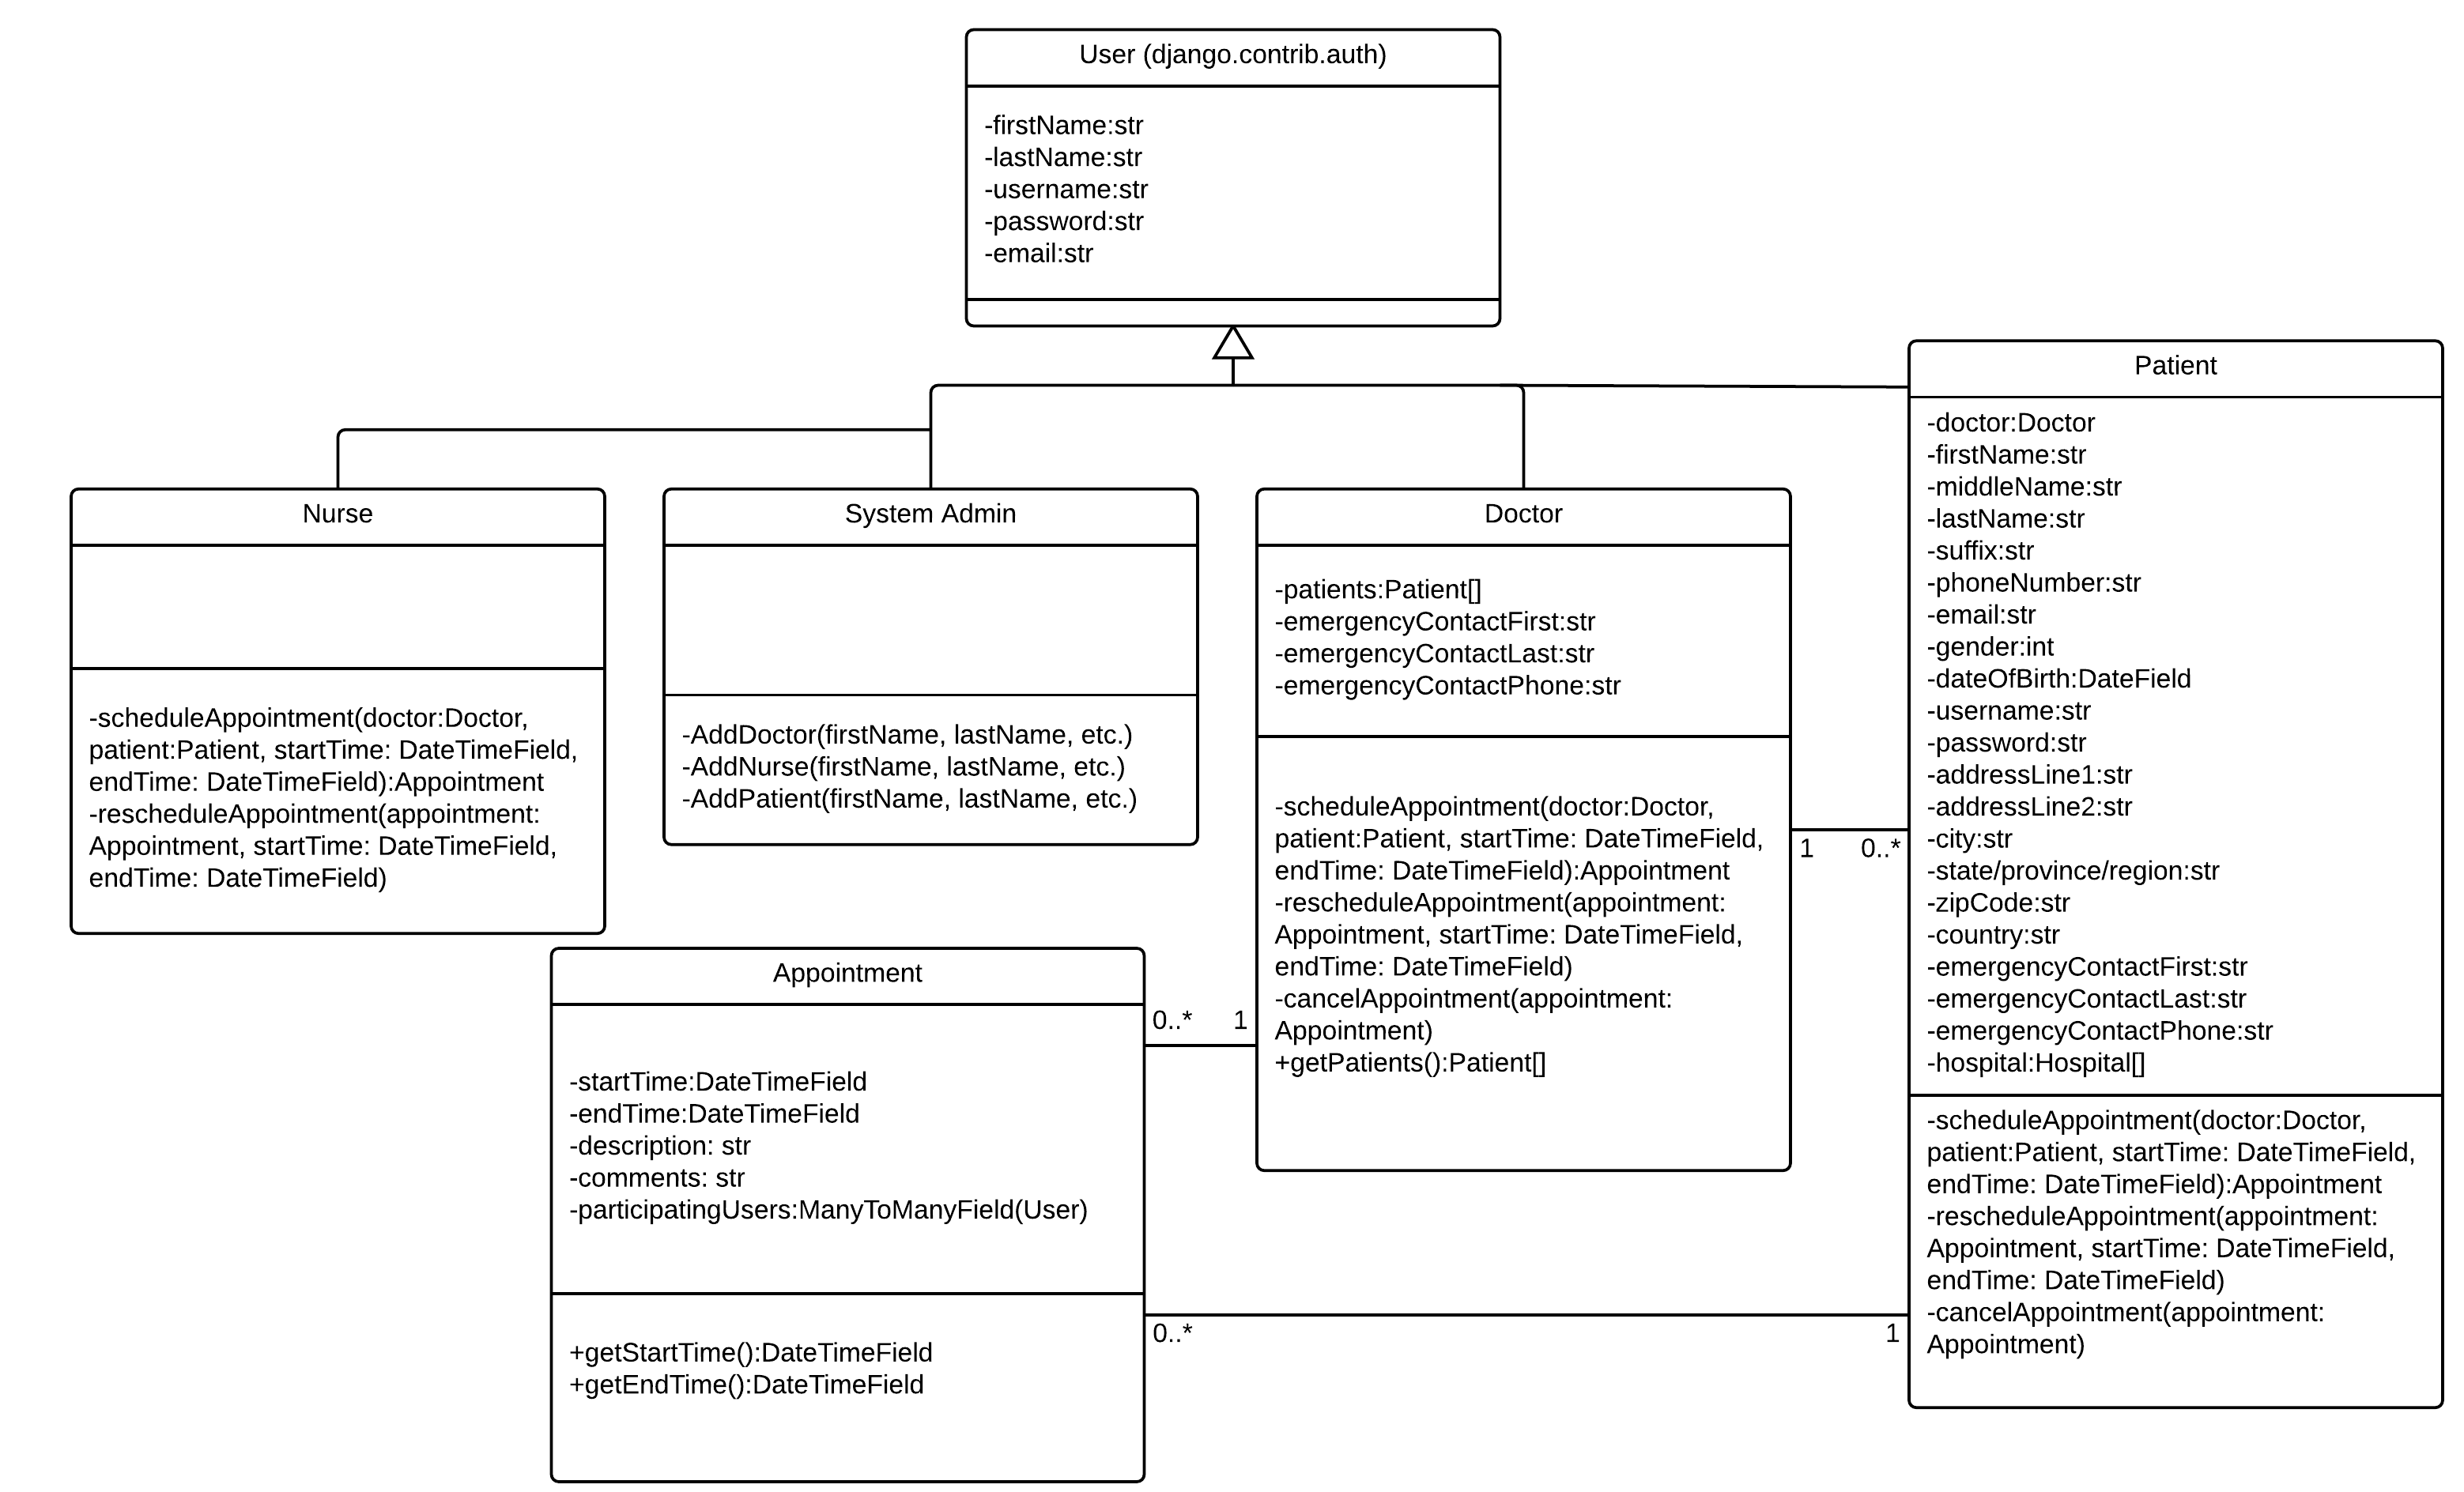 User (django.contrib.auth)
-firstName:str
-lastName:str
-username:str
-password:str
-email:str
Nurse
-scheduleAppointment(doctor:Doctor,
patient:Patient, startTime: DateTimeField,
endTime: DateTimeField):Appointment
-rescheduleAppointment(appointment:
Appointment, startTime: DateTimeField,
endTime: DateTimeField)
System Admin
-AddDoctor(firstName, lastName, etc.)
-AddNurse(firstName, lastName, etc.)
-AddPatient(firstName, lastName, etc.)
Doctor
-patients:Patient[]
-emergencyContactFirst:str
-emergencyContactLast:str
-emergencyContactPhone:str
-scheduleAppointment(doctor:Doctor,
patient:Patient, startTime: DateTimeField,
endTime: DateTimeField):Appointment
-rescheduleAppointment(appointment:
Appointment, startTime: DateTimeField,
endTime: DateTimeField)
-cancelAppointment(appointment:
Appointment)
+getPatients():Patient[]
1 0..*
Patient
-doctor:Doctor
-firstName:str
-middleName:str
-lastName:str
-suffix:str
-phoneNumber:str
-email:str
-gender:int
-dateOfBirth:DateField
-username:str
-password:str
-addressLine1:str
-addressLine2:str
-city:str
-state/province/region:str
-zipCode:str
-country:str
-emergencyContactFirst:str
-emergencyContactLast:str
-emergencyContactPhone:str
-hospital:Hospital[]
-scheduleAppointment(doctor:Doctor,
patient:Patient, startTime: DateTimeField,
endTime: DateTimeField):Appointment
-rescheduleAppointment(appointment:
Appointment, startTime: DateTimeField,
endTime: DateTimeField)
-cancelAppointment(appointment:
Appointment)
Appointment
-startTime:DateTimeField
-endTime:DateTimeField
-description: str
-comments: str
-participatingUsers:ManyToManyField(User)
+getStartTime():DateTimeField
+getEndTime():DateTimeField
0..* 1
0..* 1